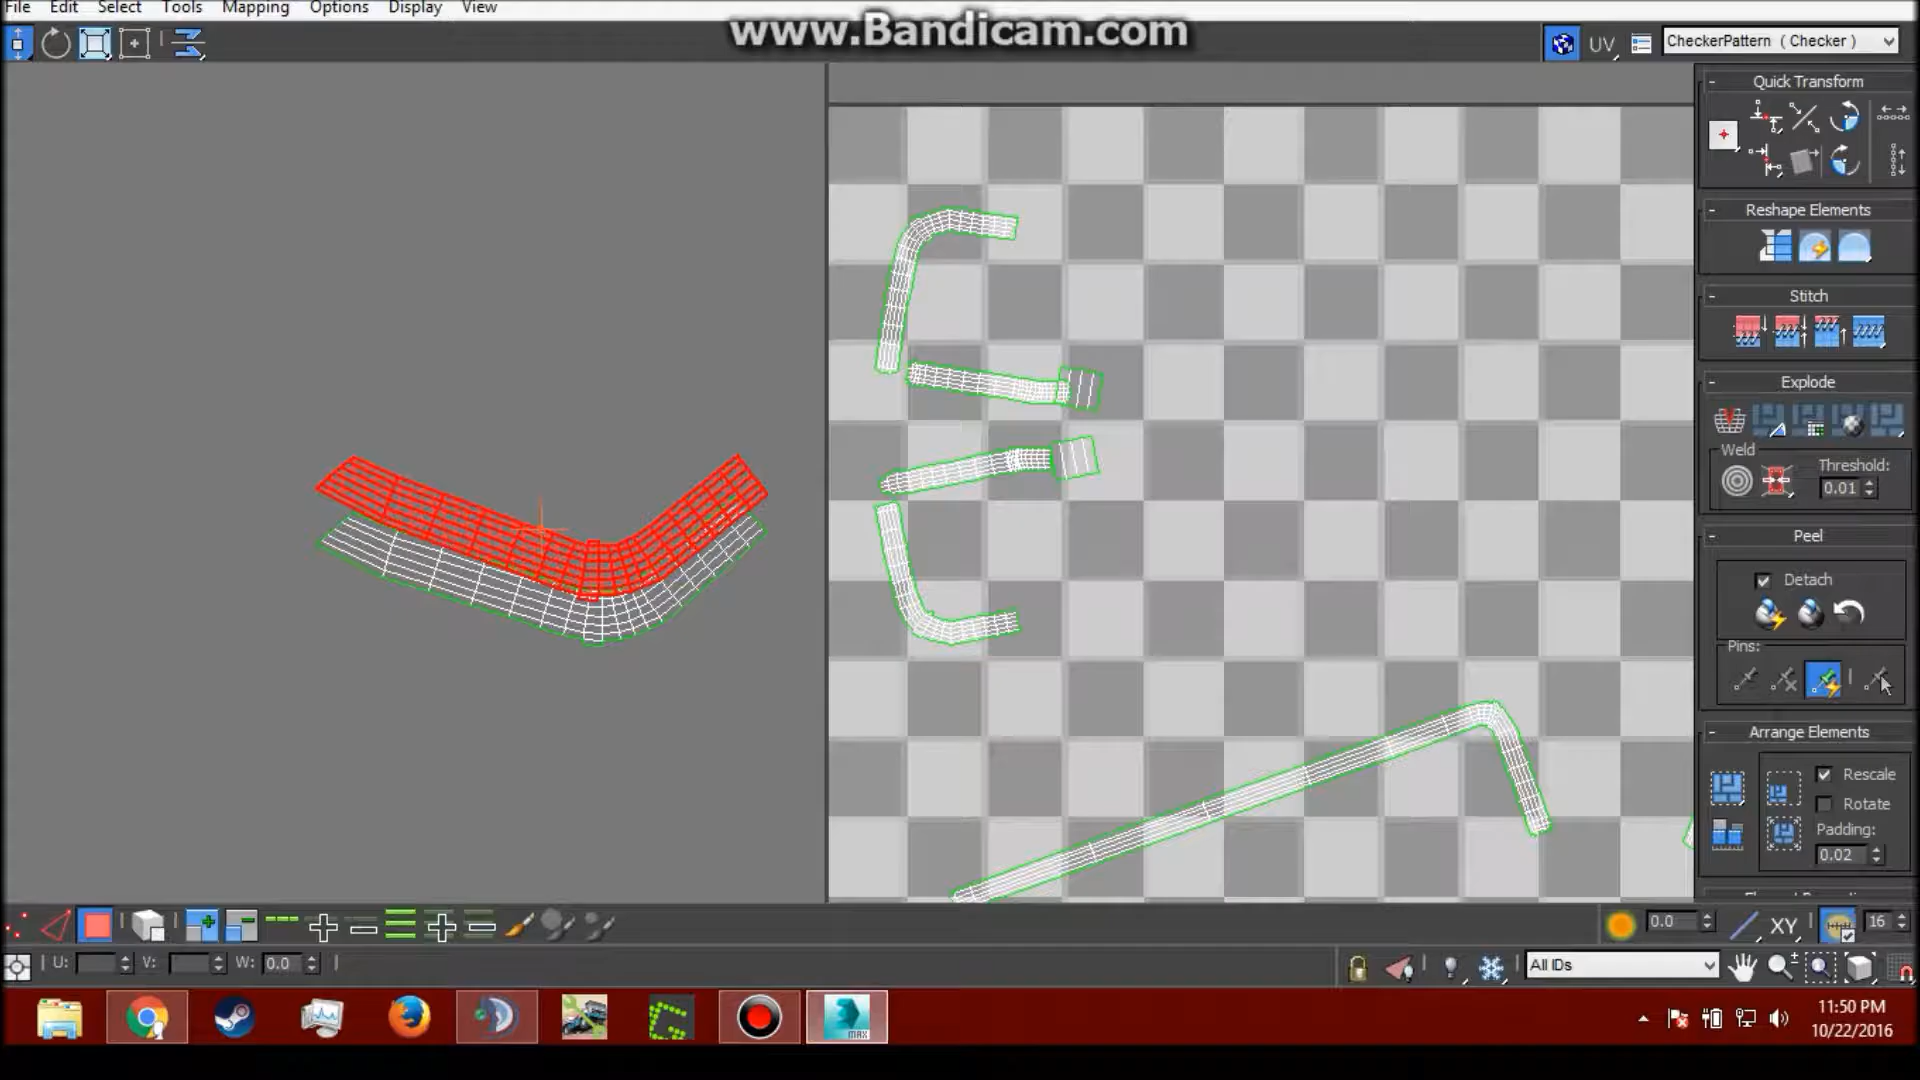 File Edit Select Tools Mapping Options Display View
www.Bandicam.com
UV
CheckerPattern ( Checker )
Quick Transform
Reshape Elements
Stitch
Explode
Weld
Threshold:
0.01
Peel
Detach
Pins:
Arrange Elements
Rescale
Rotate
Padding:
0.02
0.0
XY
16
U:
V:
W: 0.0
All IDs
MAX
11:50 PM
10/22/2016